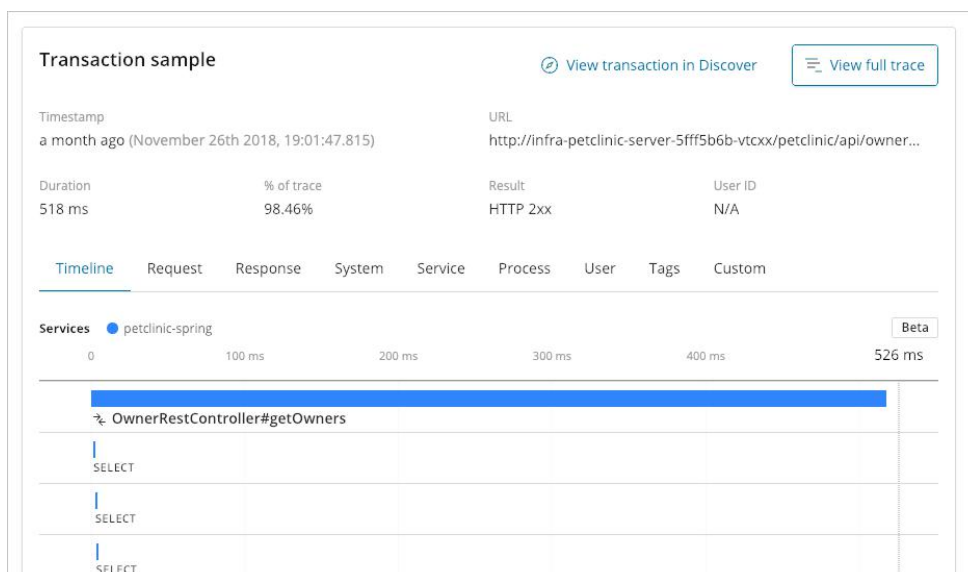 Transaction sample
View transaction in Discover
View full trace
Timestamp
URL
a month ago (November 26th 2018, 19:01:47.815)
http://infra-petclinic-server-5fff5b6b-vtcxx/petclinic/api/owner...
Duration
% of trace
Result
User ID
518 ms
98.46%
HTTP 2xx
N/A
Timeline
Request
Response
System
Service
Process
User
Tags
Custom
Services
petclinic-spring
Beta
0
100 ms
200 ms
300 ms
400 ms
526 ms
OwnerRestController#getOwners
SELECT
SELECT
SELECT